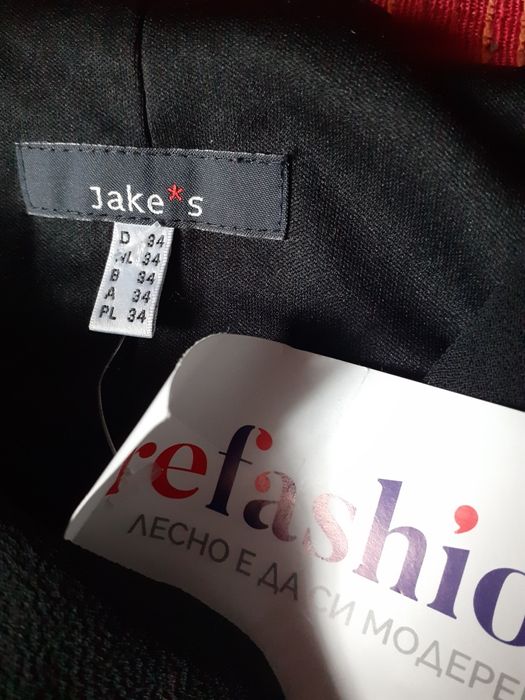 Jake*s
D 34
NL 34
B 34
A 34
PL 34
refashio
ЛЕСНО Е ДА СИ МОДЕРЕ